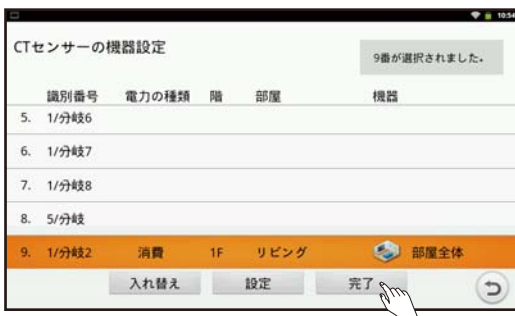 10:54
CTセンサーの機器設定
9番が選択されました。
識別番号 電力の種類 階 部屋 機器
5. 1/分岐6
6. 1/分岐7
7. 1/分岐8
8. 5/分岐
9. 1/分岐2 消費 1F リビング 部屋全体
入れ替え 設定 完了